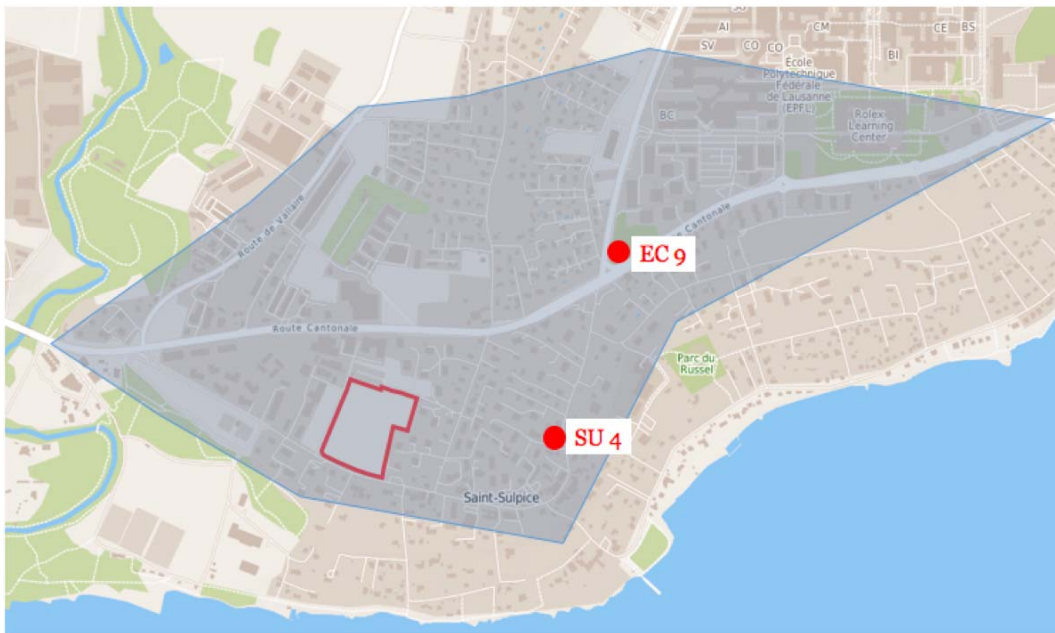 AI
CM
CE
BS
SV
CO
CO
BI
École
Polytechnique
Fédérale
de Lausanne
(EPFL)
BC
Rolex
Learning
Center
Route de Vallaire
Cantonale
EC 9
Route Cantonale
Parc du
Russel
SU 4
Saint-Sulpice